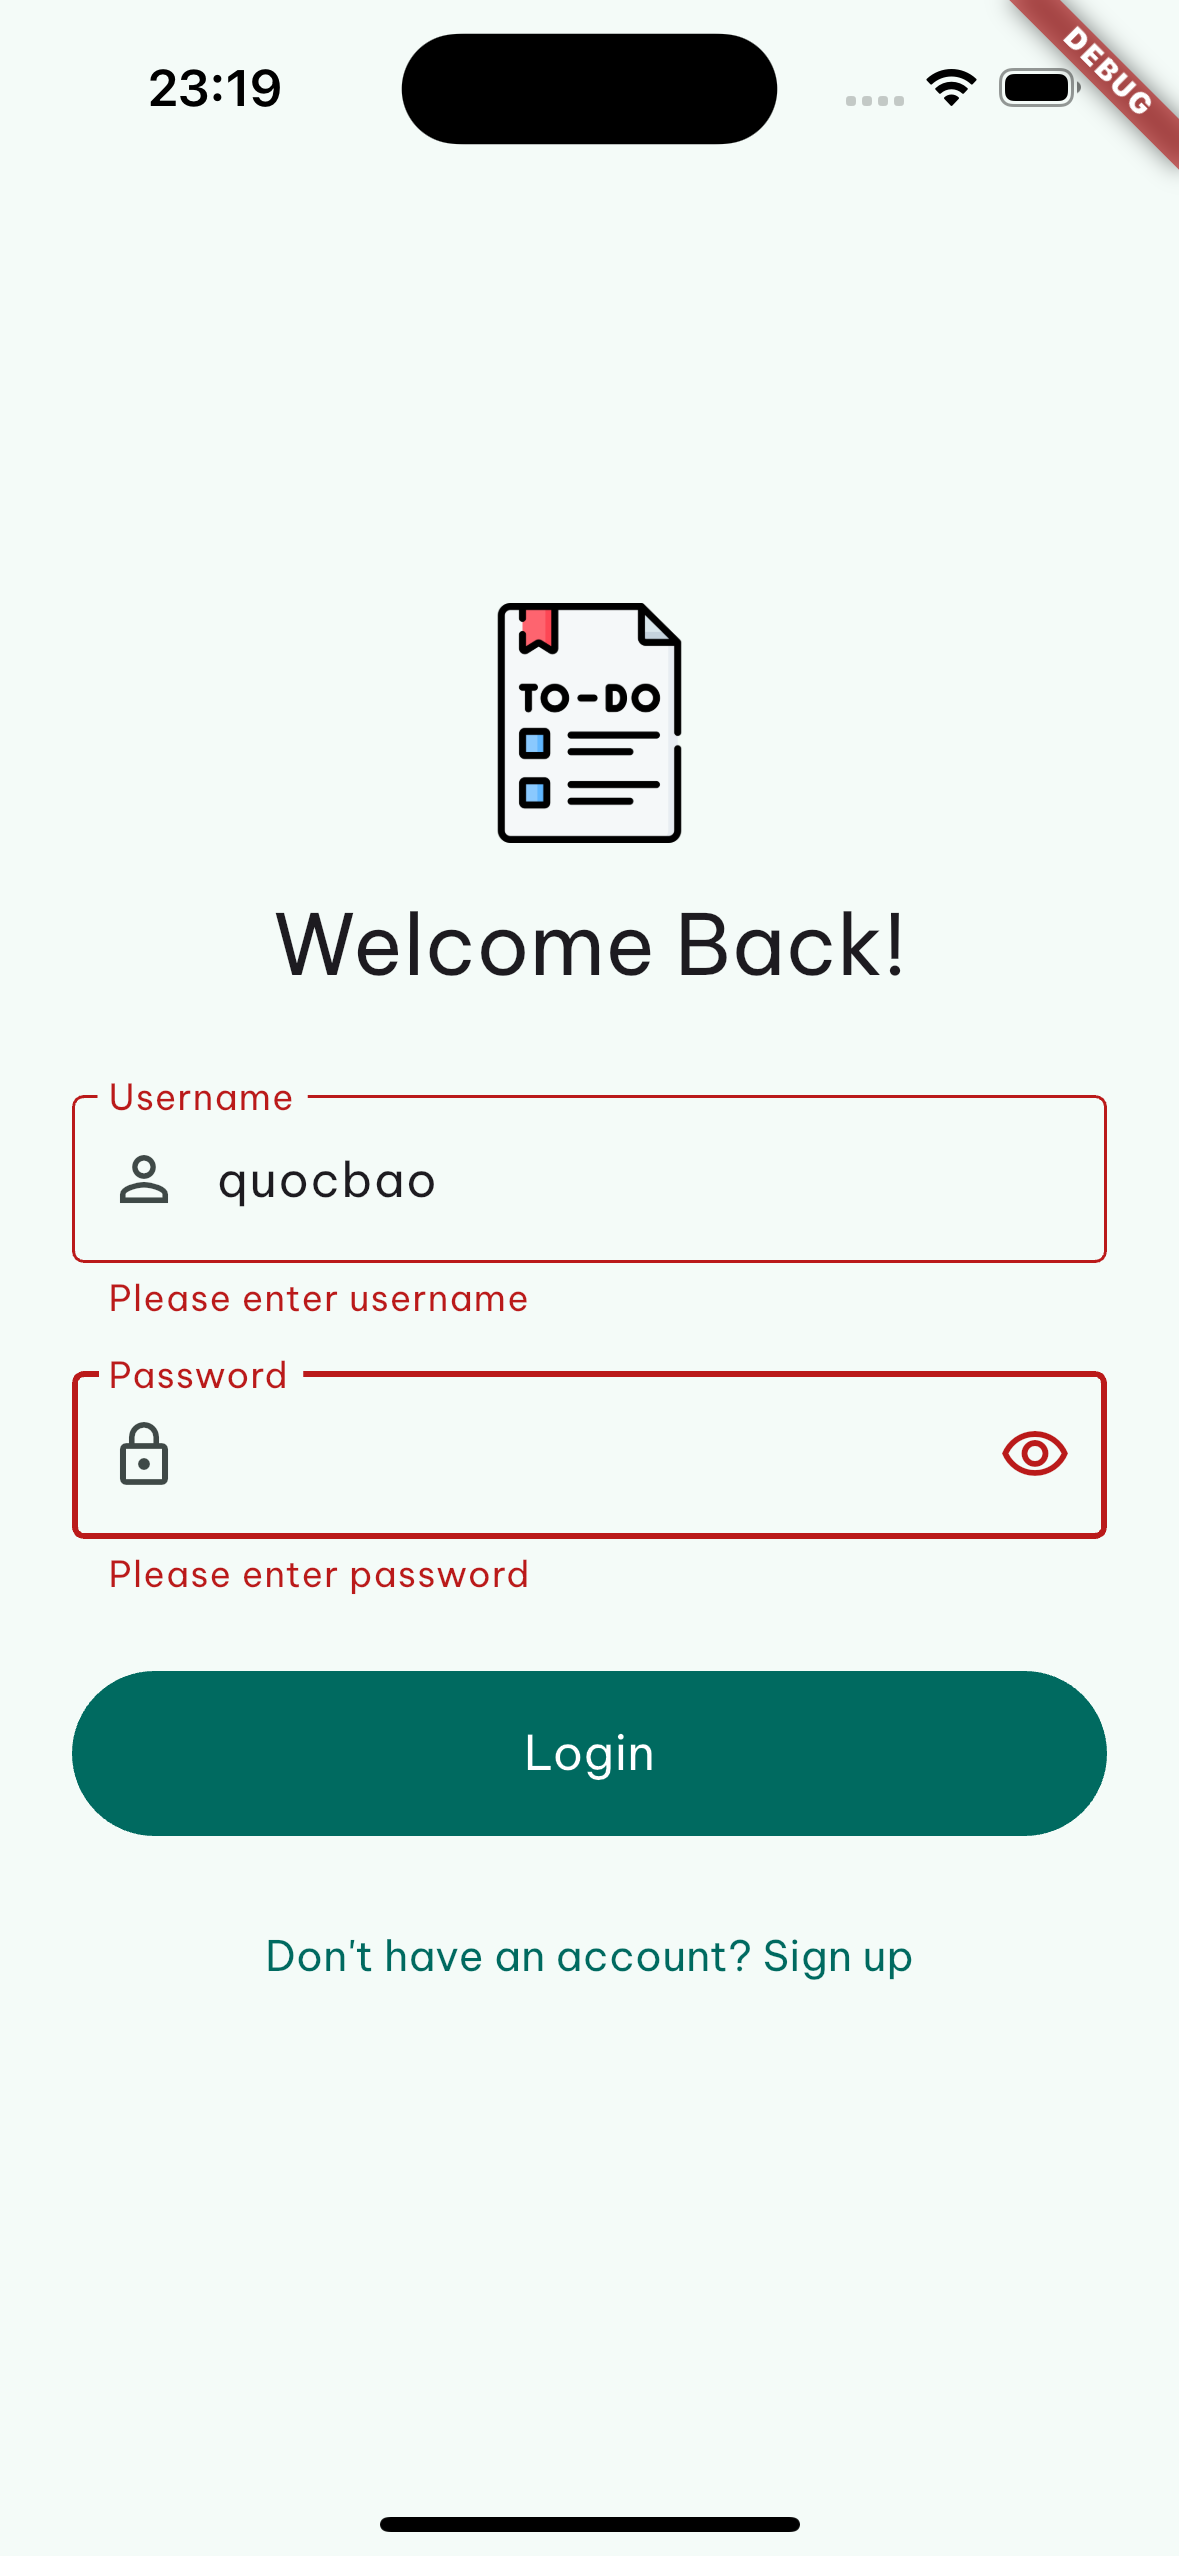 23:19
DEBUG
TO-DO
Welcome Back!
Username
quocbao
Please enter username
Password
Please enter password
Login
Don't have an account? Sign up